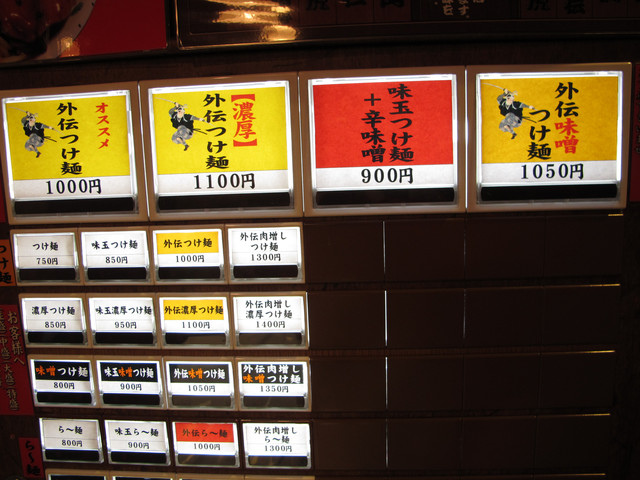 オススメ
外伝つけ麺
1000円
【濃厚】
外伝つけ麺
1100円
味玉つけ麺
+辛味噌
900円
外伝味噌
つけ麺
1050円
つけ麺
750円
味玉つけ麺
850円
外伝つけ麺
1000円
外伝肉増し
つけ麺
1300円
濃厚つけ麺
850円
味玉濃厚つけ麺
950円
外伝濃厚つけ麺
1100円
外伝肉増し
濃厚つけ麺
1400円
味噌つけ麺
800円
味玉味噌つけ麺
900円
外伝味噌つけ麺
1050円
外伝肉増し
味噌つけ麺
1350円
ら〜麺
800円
味玉ら〜麺
900円
外伝ら〜麺
1000円
外伝肉増し
ら〜麺
1300円
つけ麺
お客様へ
ら〜麺